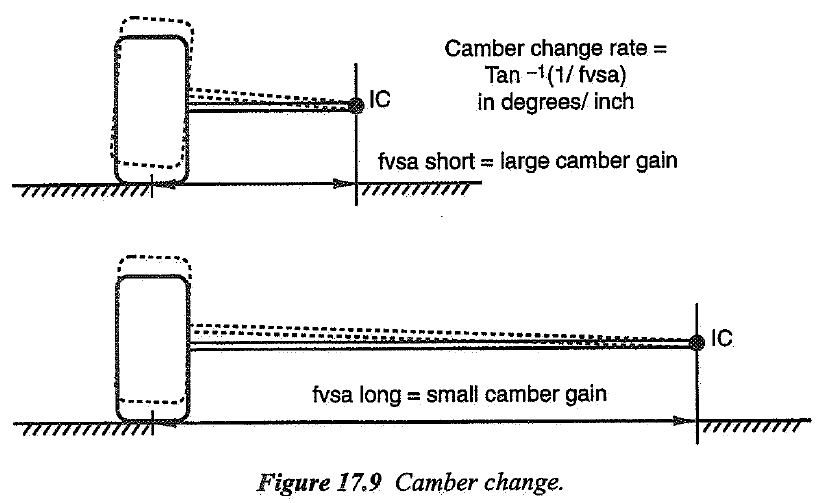 Camber change rate =
Tan -1(1/ fvsa)
in degrees/ inch
IC
fvsa short = large camber gain
IC
fvsa long = small camber gain
Figure 17.9 Camber change.